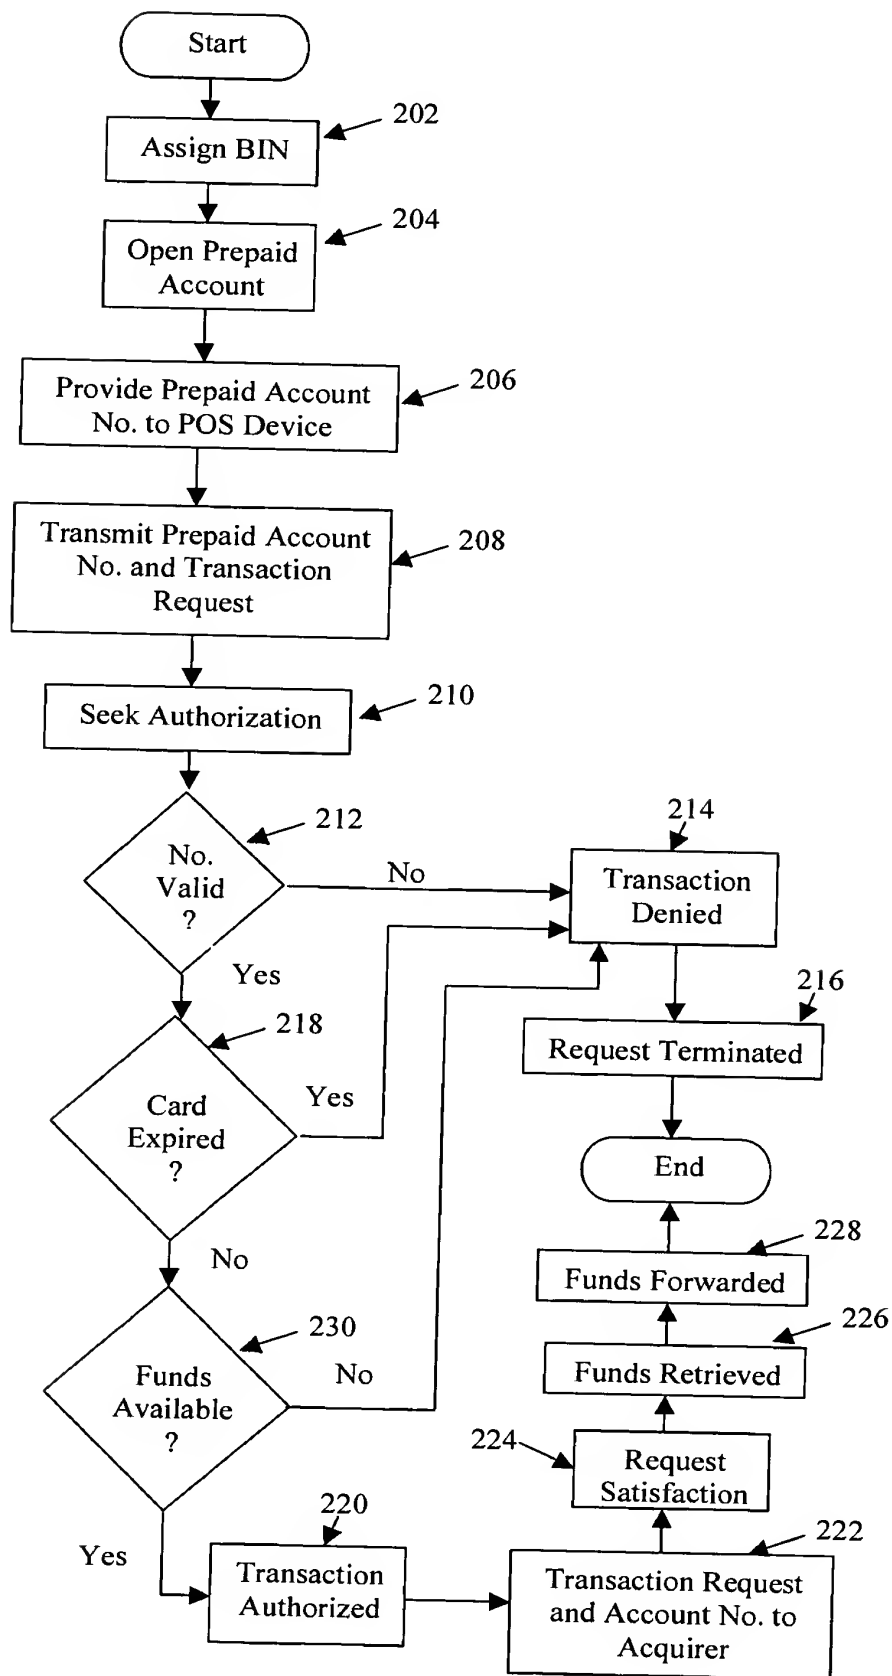 Start
202
Assign BIN
204
Open Prepaid
Account
206
Provide Prepaid Account
No. to POS Device
208
Transmit Prepaid Account
No. and Transaction
Request
210
Seek Authorization
212
No.
Valid
?
No
Yes
214
Transaction
Denied
216
Request Terminated
End
218
Card
Expired
?
Yes
No
230
Funds
Available
?
No
Yes
220
Transaction
Authorized
222
Transaction Request
and Account No. to
Acquirer
224
Request
Satisfaction
226
Funds Retrieved
228
Funds Forwarded